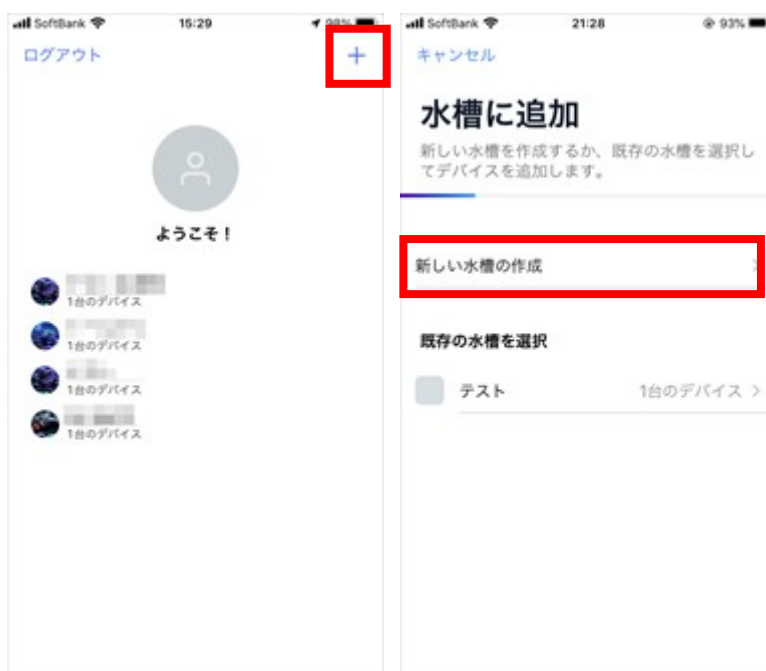 SoftBank 15:29 98%
ログアウト
ようこそ!
1台のデバイス
1台のデバイス
1台のデバイス
1台のデバイス
SoftBank 21:28 93%
キャンセル
水槽に追加
新しい水槽を作成するか、既存の水槽を選択し
てデバイスを追加します。
新しい水槽の作成
既存の水槽を選択
テスト 1台のデバイス